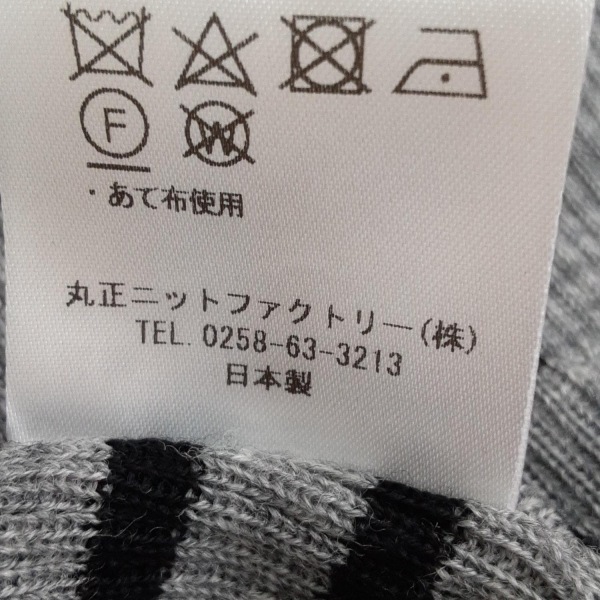 F W
・あて布使用
丸正ニットファクトリー(株)
TEL. 0258-63-3213
日本製